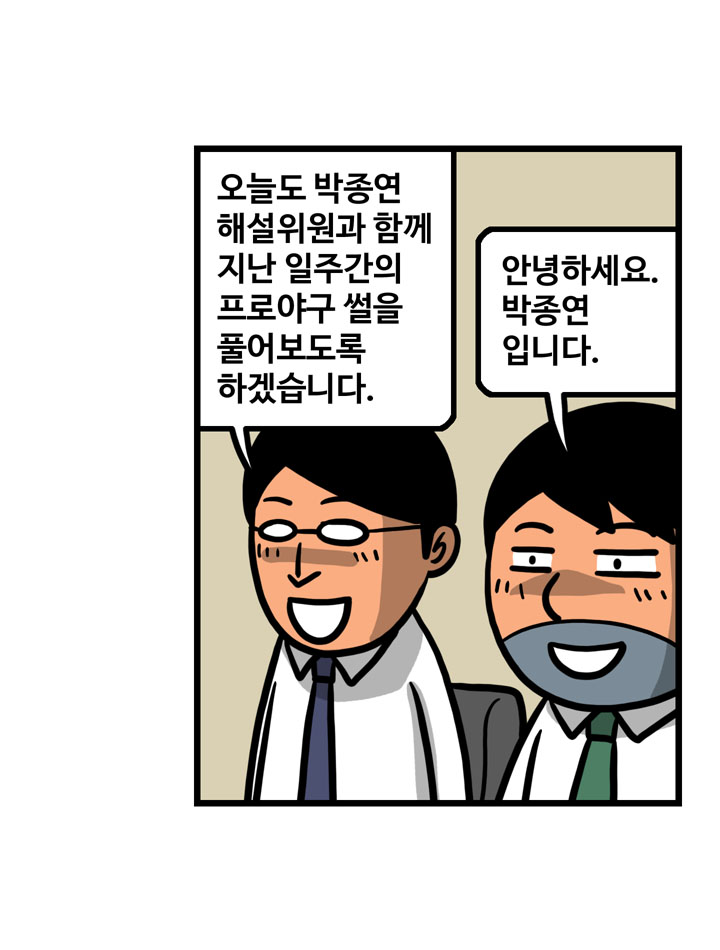 오늘도 박종연
해설위원과 함께
지난 일주간의
프로야구 썰을
풀어보도록
하겠습니다.
안녕하세요.
박종연
입니다.